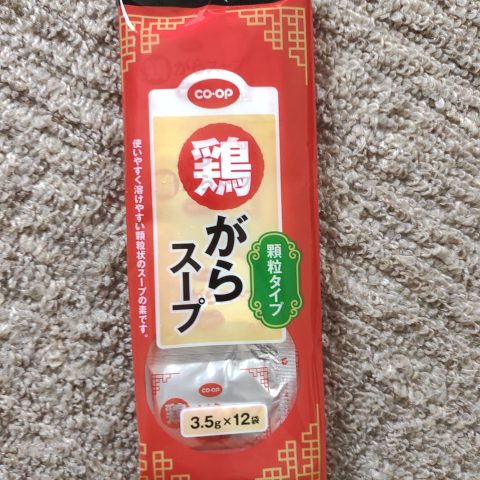 CO・OP
鶏
がら
スープ
顆粒タイプ
使いやすく溶けやすい顆粒状のスープの素です。
CO・OP
3.5g×12袋